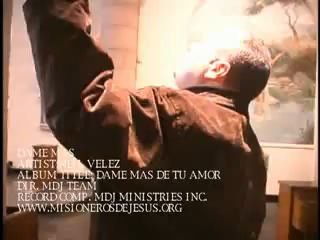 DAME MAS
ARTIST: VELEZ
ALBUM TITLE: DAME MAS DE TU AMOR
DIR. MDJ TEAM
RECORD COMP: MDJ MINISTRIES INC.
WWW.MISIONEROSDEJESUS.ORG